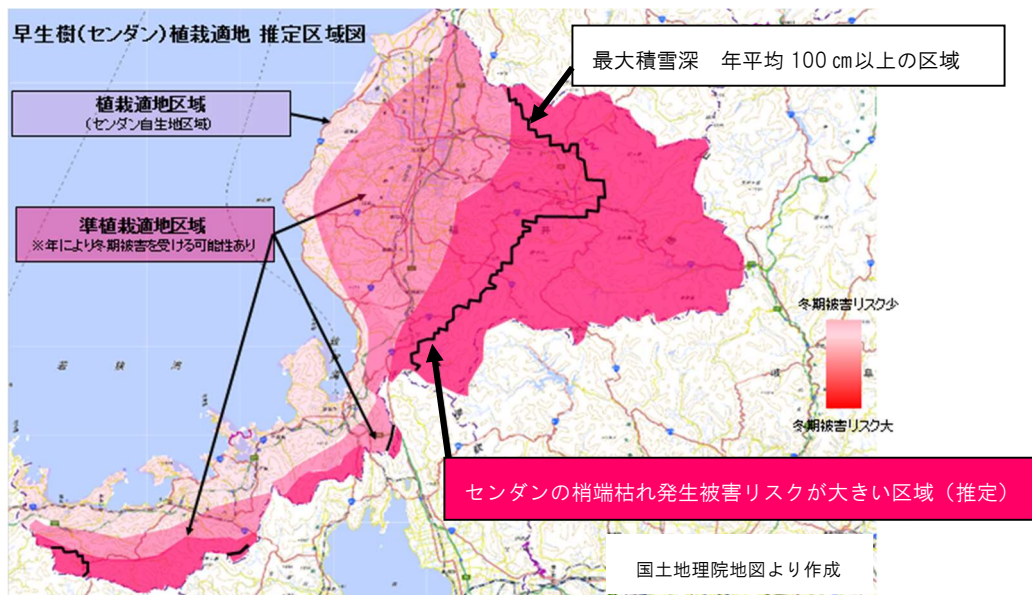 早生樹(センダン)植栽適地 推定区域図
最大積雪深 年平均 100 ㎝以上の区域
植栽適地区域
(センダン自生地区域)
準植栽適地区域
※年により冬期被害を受ける可能性あり
冬期被害リスク少
冬期被害リスク大
若狭湾
福井
岐阜
センダンの梢端枯れ発生被害リスクが大きい区域（推定）
国土地理院地図より作成